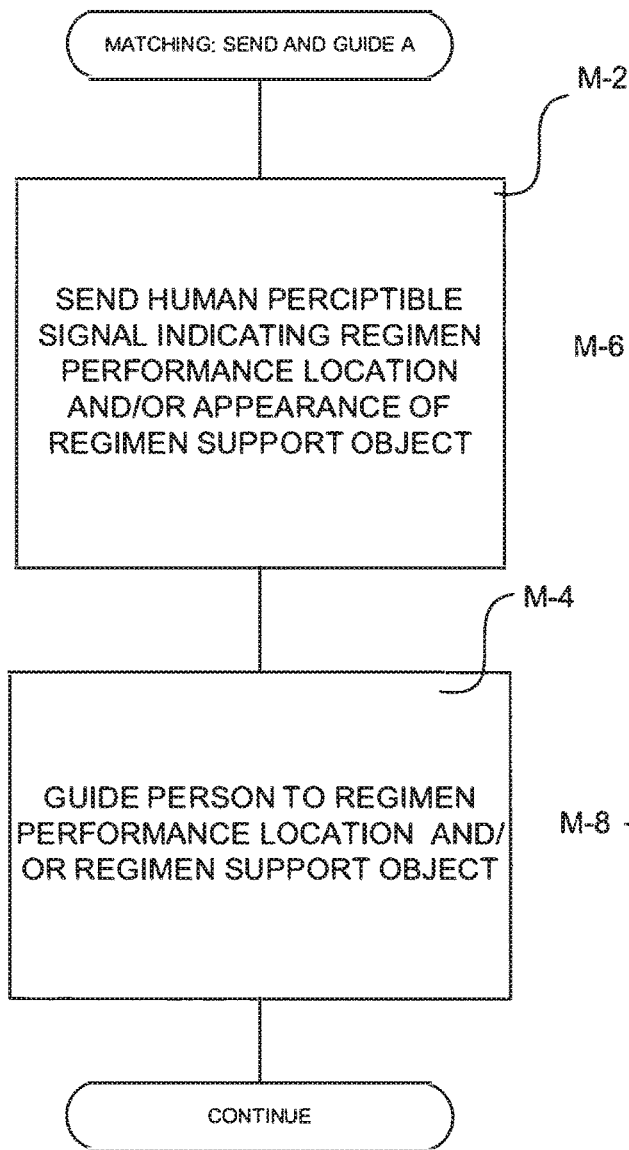 MATCHING: SEND AND GUIDE A
M-2
SEND HUMAN PERCIPTIBLE
SIGNAL INDICATING REGIMEN
PERFORMANCE LOCATION
AND/OR APPEARANCE OF
REGIMEN SUPPORT OBJECT
M-6
M-4
GUIDE PERSON TO REGIMEN
PERFORMANCE LOCATION AND/
OR REGIMEN SUPPORT OBJECT
M-8
CONTINUE